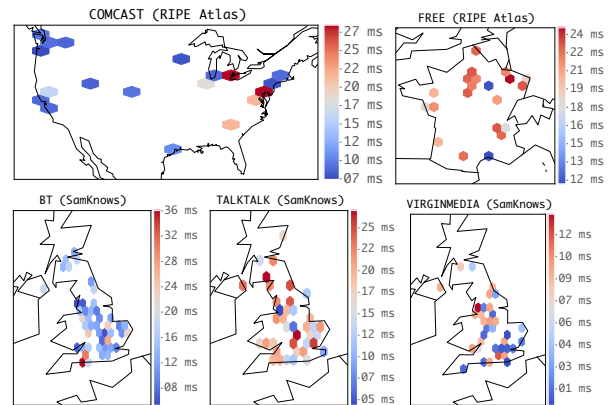 COMCAST (RIPE Atlas)
27 ms
25 ms
22 ms
20 ms
17 ms
15 ms
12 ms
10 ms
07 ms
FREE (RIPE Atlas)
24 ms
22 ms
21 ms
19 ms
18 ms
16 ms
15 ms
13 ms
12 ms
BT (SamKnows)
36 ms
32 ms
28 ms
24 ms
20 ms
16 ms
12 ms
08 ms
TALKTALK (SamKnows)
25 ms
22 ms
20 ms
17 ms
15 ms
12 ms
10 ms
07 ms
05 ms
VIRGINMEDIA (SamKnows)
12 ms
10 ms
09 ms
07 ms
06 ms
04 ms
03 ms
01 ms